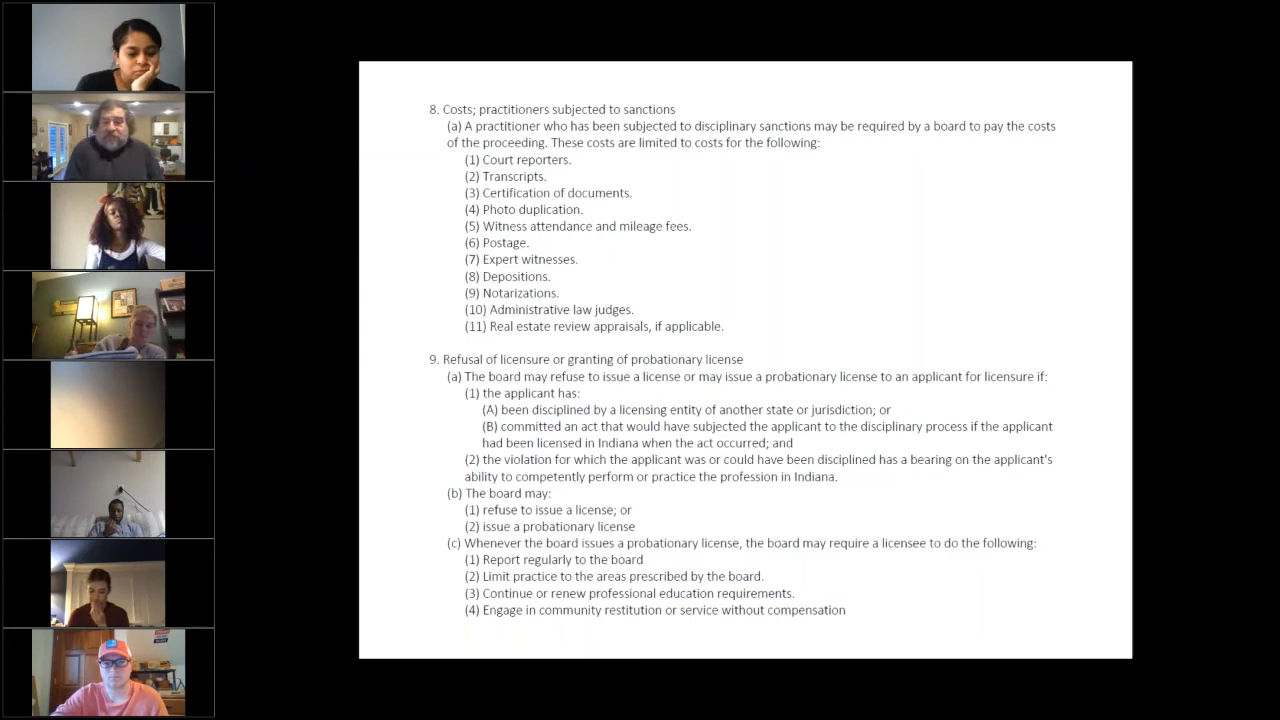 8. Costs; practitioners subjected to sanctions
(a) A practitioner who has been subjected to disciplinary sanctions may be required by a board to pay the costs
of the proceeding. These costs are limited to costs for the following:
(1) Court reporters.
(2) Transcripts.
(3) Certification of documents.
(4) Photo duplication.
(5) Witness attendance and mileage fees.
(6) Postage.
(7) Expert witnesses.
(8) Depositions.
(9) Notarizations.
(10) Administrative law judges.
(11) Real estate review appraisals, if applicable.
9. Refusal of licensure or granting of probationary license
(a) The board may refuse to issue a license or may issue a probationary license to an applicant for licensure if:
(1) the applicant has:
(A) been disciplined by a licensing entity of another state or jurisdiction; or
(B) committed an act that would have subjected the applicant to the disciplinary process if the applicant
had been licensed in Indiana when the act occurred; and
(2) the violation for which the applicant was or could have been disciplined has a bearing on the applicant's
ability to competently perform or practice the profession in Indiana.
(b) The board may:
(1) refuse to issue a license; or
(2) issue a probationary license
(c) Whenever the board issues a probationary license, the board may require a licensee to do the following:
(1) Report regularly to the board
(2) Limit practice to the areas prescribed by the board.
(3) Continue or renew professional education requirements.
(4) Engage in community restitution or service without compensation